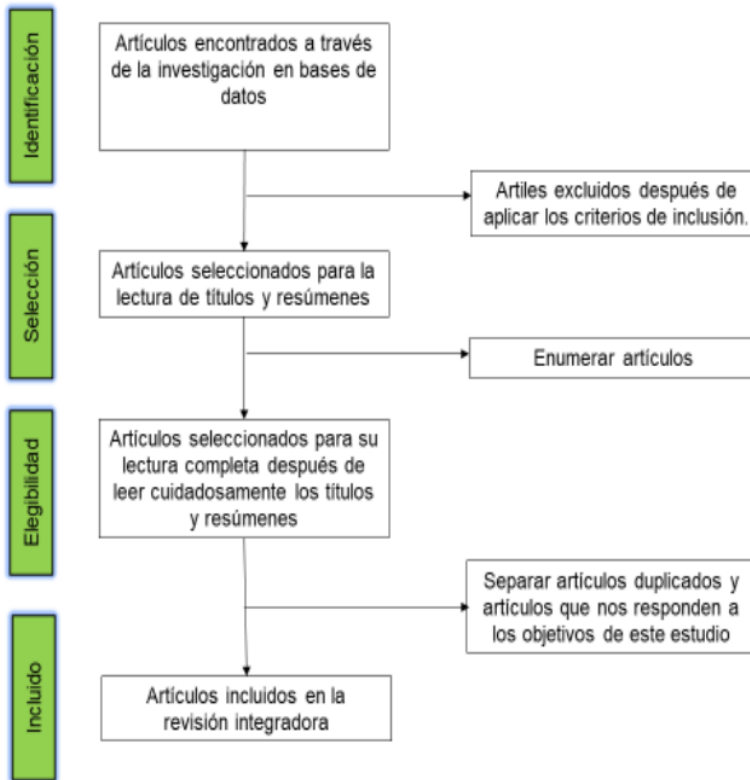 Identificación
Artículos encontrados a través
de la investigación en bases de
datos
Artiles excluidos después de
aplicar los criterios de inclusión.
Selección
Artículos seleccionados para la
lectura de títulos y resúmenes
Enumerar artículos
Elegibilidad
Artículos seleccionados para su
lectura completa después de
leer cuidadosamente los títulos
y resúmenes
Separar artículos duplicados y
artículos que nos responden a
los objetivos de este estudio
Incluido
Artículos incluidos en la
revisión integradora